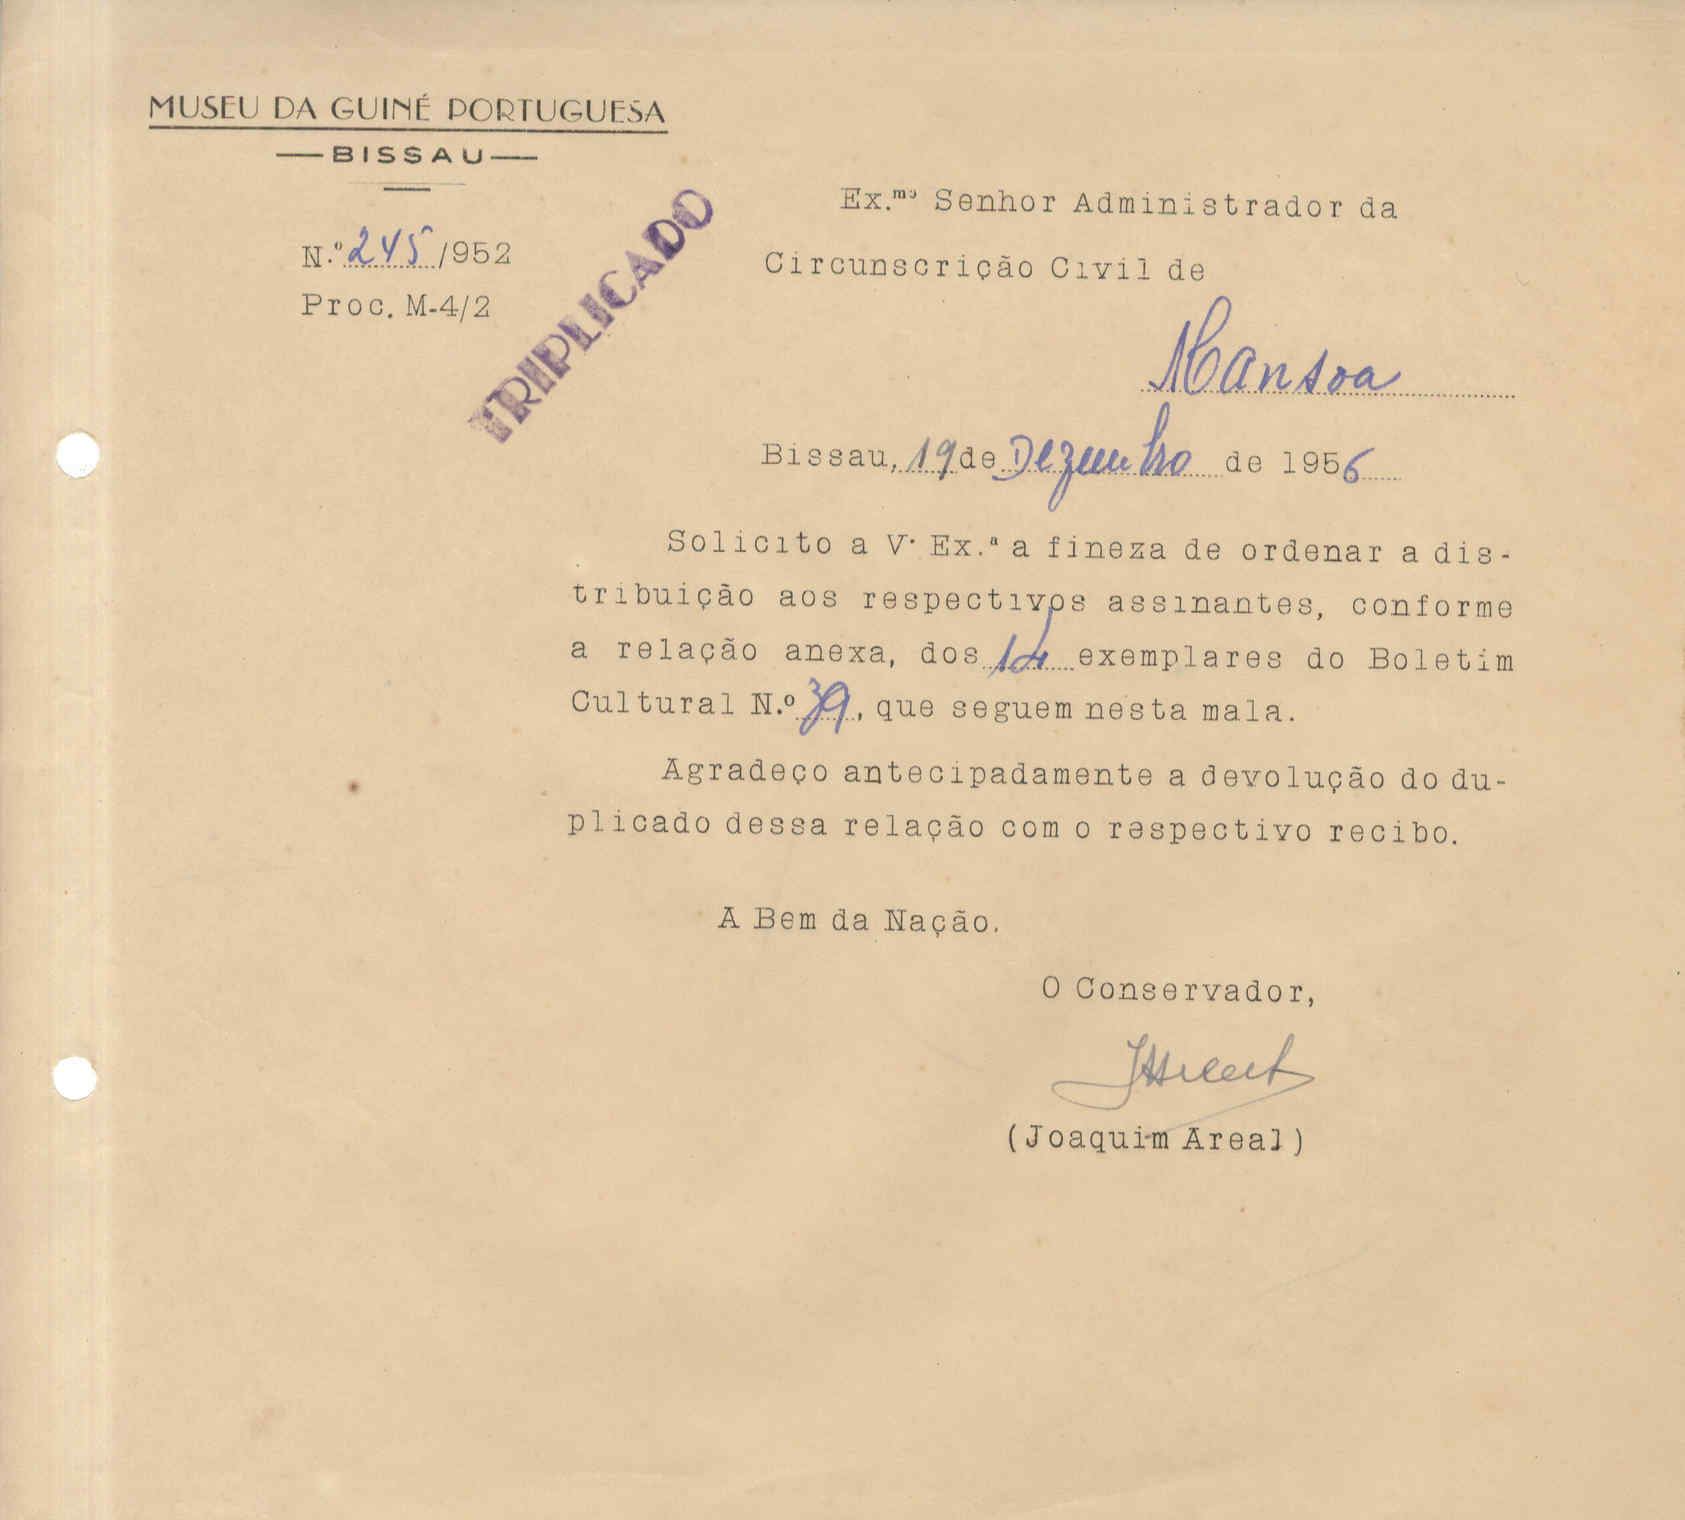 MUSEU DA GUINÉ PORTUGUESA
— BISSAU —
N.º 245/952
Proc. M-4/2
TRIPLICADO
Ex.mo Senhor Administrador da
Circunscrição Civil de
Mansoa
Bissau, 19 de Dezembro de 1956
Solicito a V. Ex.ª a fineza de ordenar a dis-
tribuição aos respectivos assinantes, conforme
a relação anexa, dos 14 exemplares do Boletim
Cultural N.º 39, que seguem nesta mala.
Agradeço antecipadamente a devolução do du-
plicado dessa relação com o respectivo recibo.
A Bem da Nação.
O Conservador,
(Joaquim Areal)